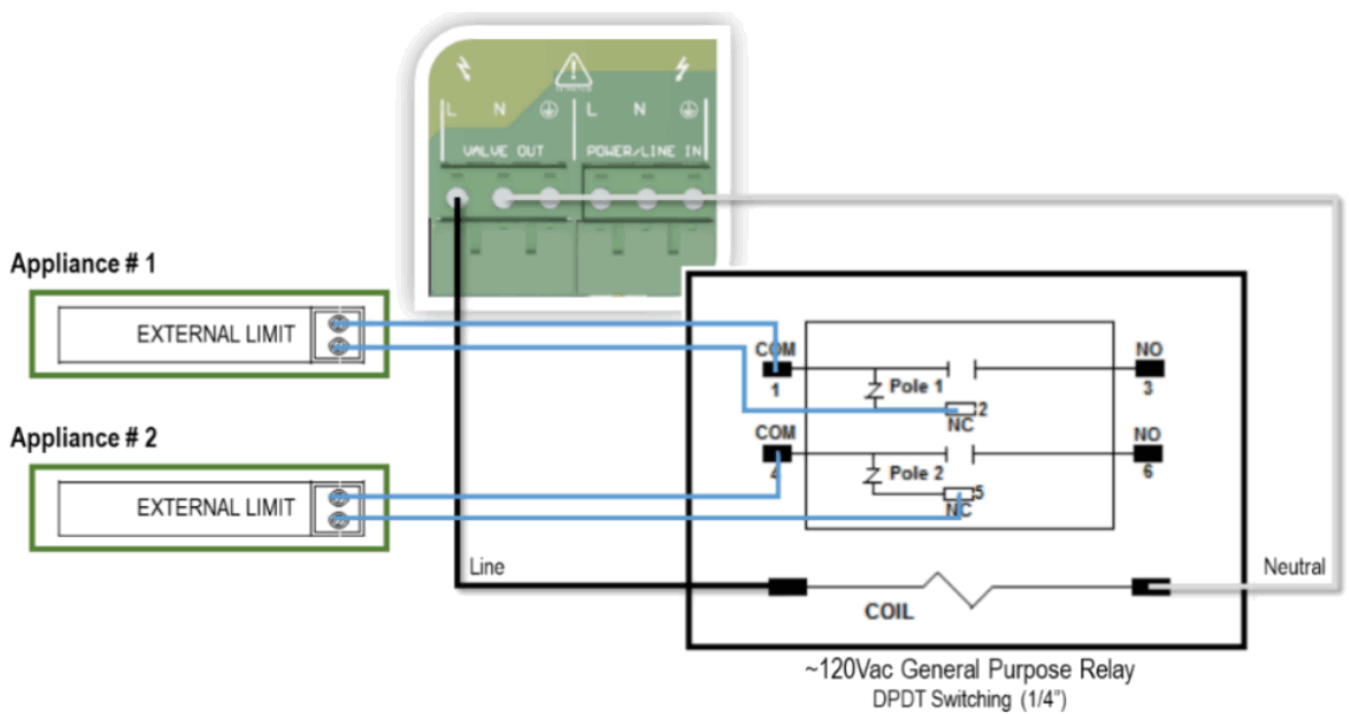 L N L N
VALVE OUT POWER/LINE IN
Appliance # 1
EXTERNAL LIMIT
COM
1
Pole 1
2
NC
NO
3
Appliance # 2
EXTERNAL LIMIT
COM
4
Pole 2
5
NC
NO
6
Line
Neutral
COIL
~120Vac General Purpose Relay
DPDT Switching (1/4")